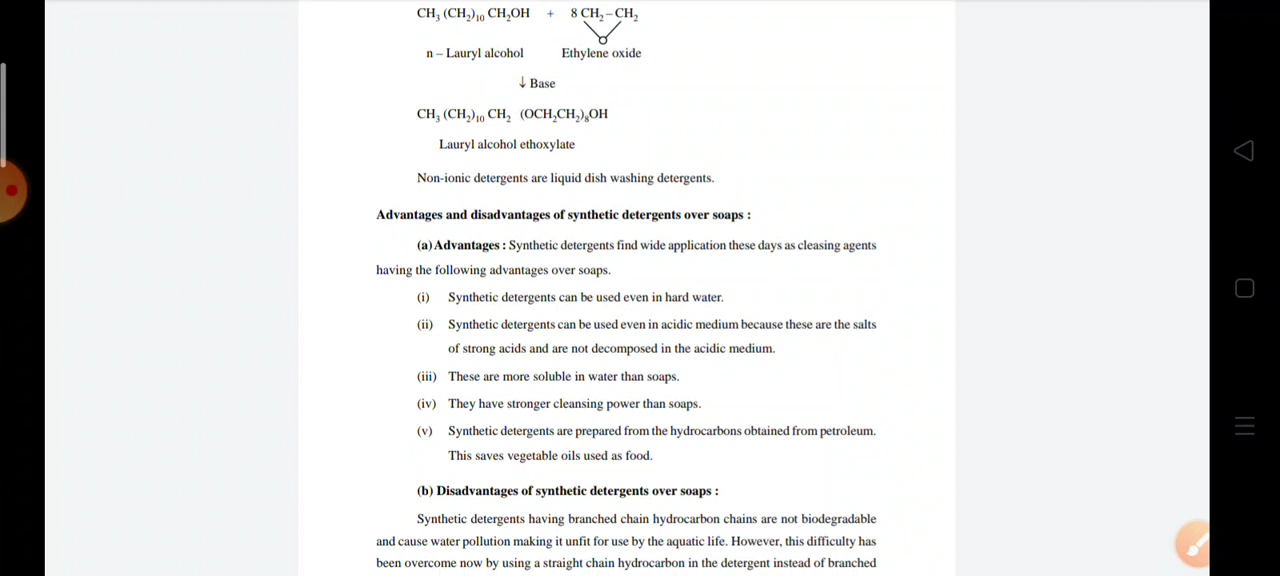 CH₃ (CH₂)₁₀ CH₂OH + 8 CH₂–CH₂
O
n – Lauryl alcohol Ethylene oxide
↓ Base
CH₃ (CH₂)₁₀ CH₂ (OCH₂CH₂)₈OH
Lauryl alcohol ethoxylate
Non-ionic detergents are liquid dish washing detergents.
Advantages and disadvantages of synthetic detergents over soaps :
(a) Advantages : Synthetic detergents find wide application these days as cleasing agents
having the following advantages over soaps.
(i) Synthetic detergents can be used even in hard water.
(ii) Synthetic detergents can be used even in acidic medium because these are the salts
of strong acids and are not decomposed in the acidic medium.
(iii) These are more soluble in water than soaps.
(iv) They have stronger cleansing power than soaps.
(v) Synthetic detergents are prepared from the hydrocarbons obtained from petroleum.
This saves vegetable oils used as food.
(b) Disadvantages of synthetic detergents over soaps :
Synthetic detergents having branched chain hydrocarbon chains are not biodegradable
and cause water pollution making it unfit for use by the aquatic life. However, this difficulty has
been overcome now by using a straight chain hydrocarbon in the detergent instead of branched